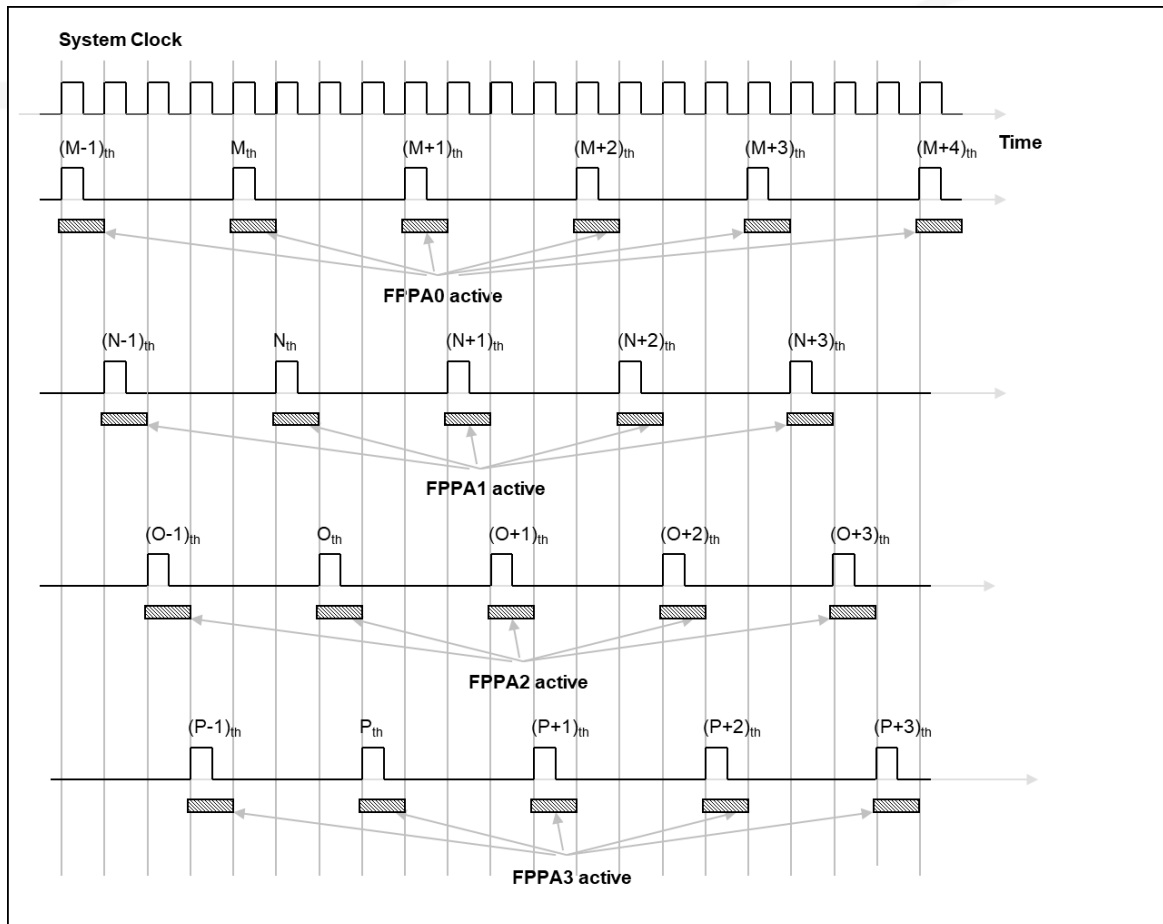 System Clock
Time
(M-1)th Mth (M+1)th (M+2)th (M+3)th (M+4)th
FPPA0 active
(N-1)th Nth (N+1)th (N+2)th (N+3)th
FPPA1 active
(O-1)th Oth (O+1)th (O+2)th (O+3)th
FPPA2 active
(P-1)th Pth (P+1)th (P+2)th (P+3)th
FPPA3 active